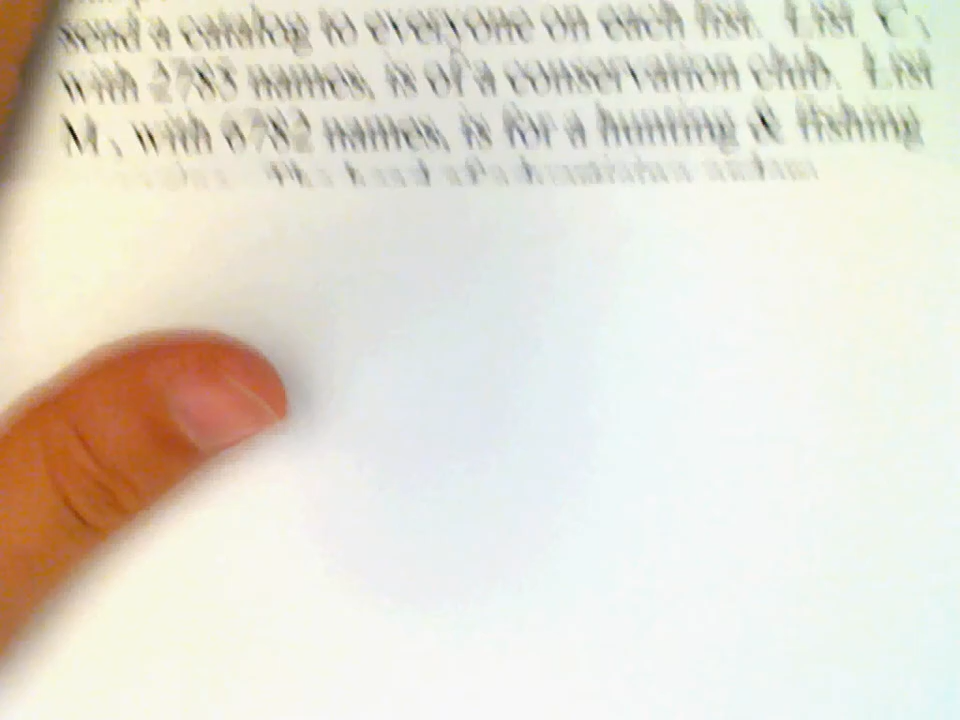 send a catalog to everyone on each list. List C,
with 2783 names, is of a conservation club. List
M, with 6782 names, is for a hunting & fishing